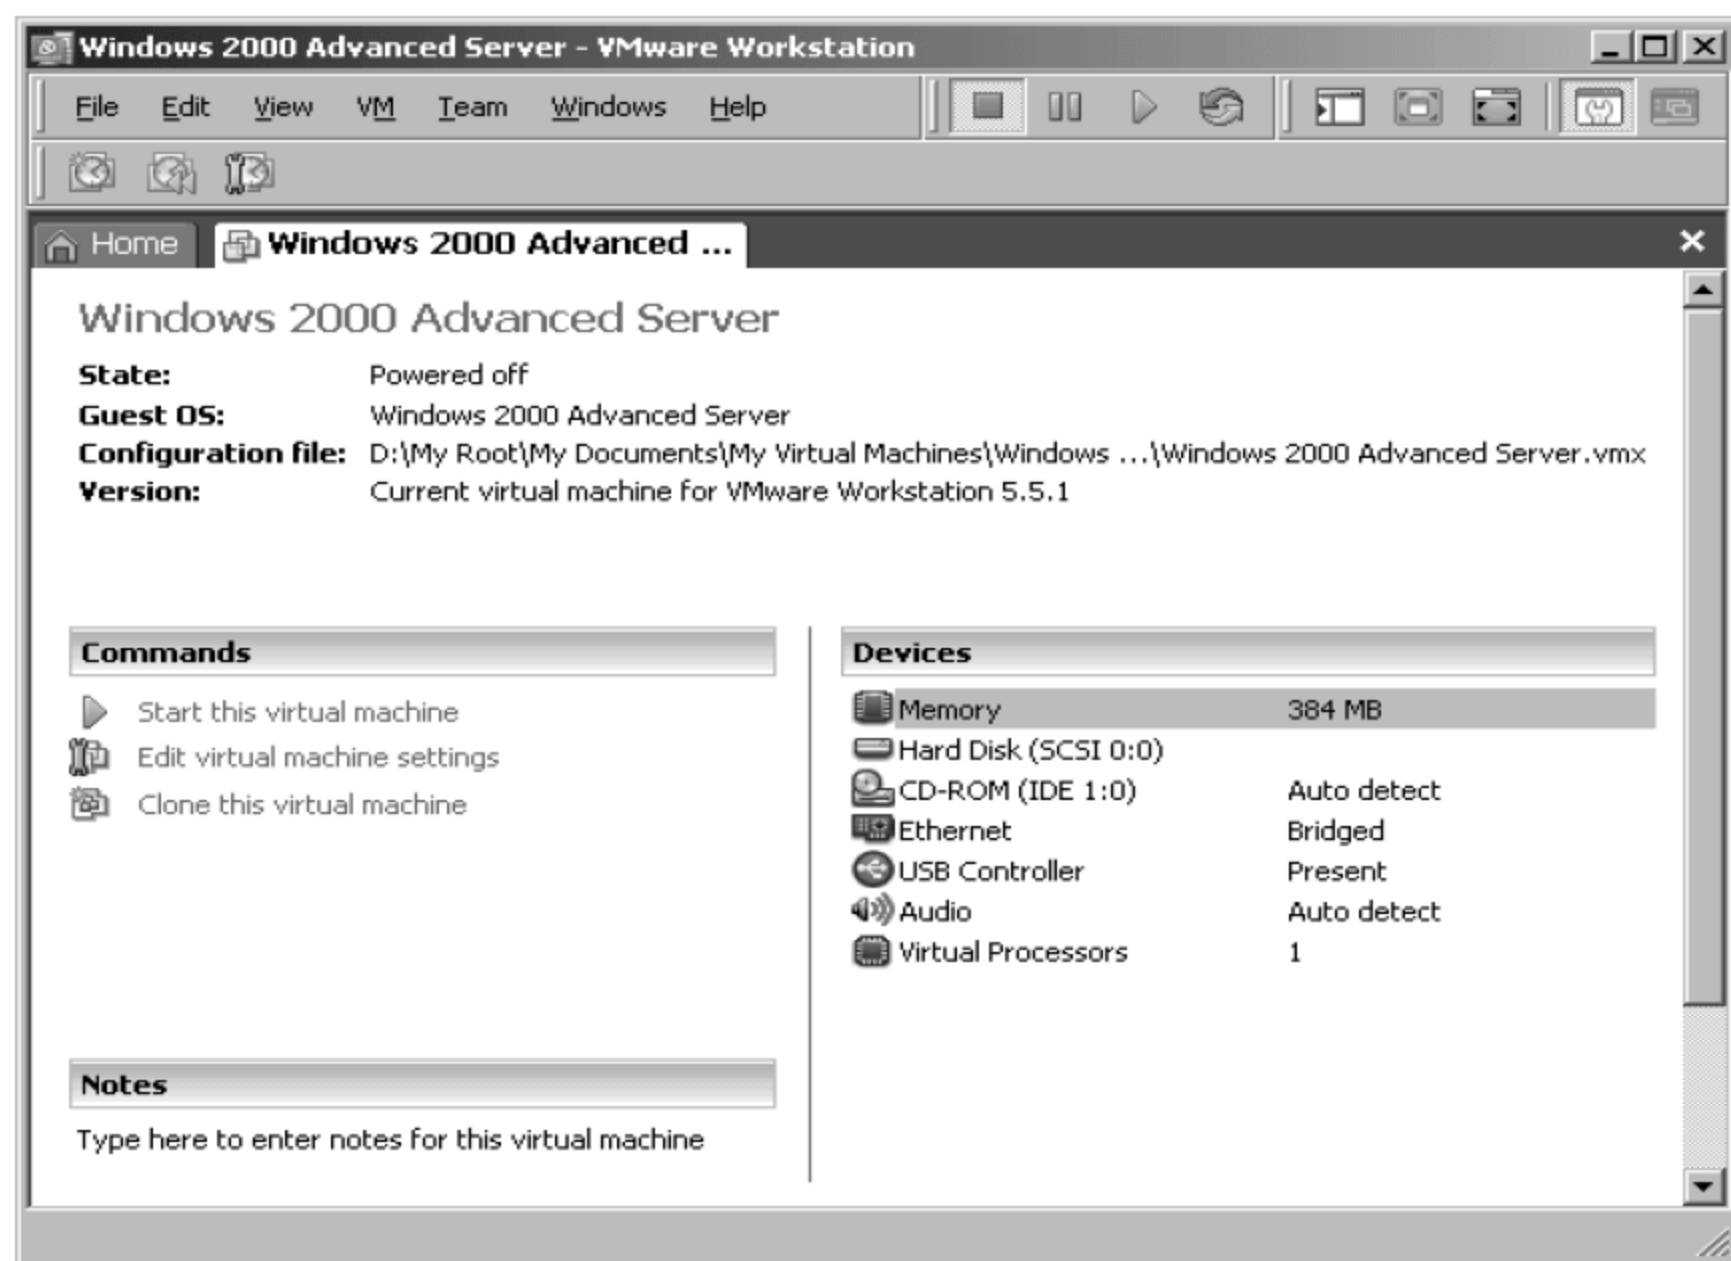 Windows 2000 Advanced Server - VMware Workstation
File Edit View VM Team Windows Help
Home Windows 2000 Advanced ...
Windows 2000 Advanced Server
State: Powered off
Guest OS: Windows 2000 Advanced Server
Configuration file: D:\My Root\My Documents\My Virtual Machines\Windows ...\Windows 2000 Advanced Server.vmx
Version: Current virtual machine for VMware Workstation 5.5.1
Commands
Start this virtual machine
Edit virtual machine settings
Clone this virtual machine
Notes
Type here to enter notes for this virtual machine
Devices
Memory 384 MB
Hard Disk (SCSI 0:0)
CD-ROM (IDE 1:0) Auto detect
Ethernet Bridged
USB Controller Present
Audio Auto detect
Virtual Processors 1